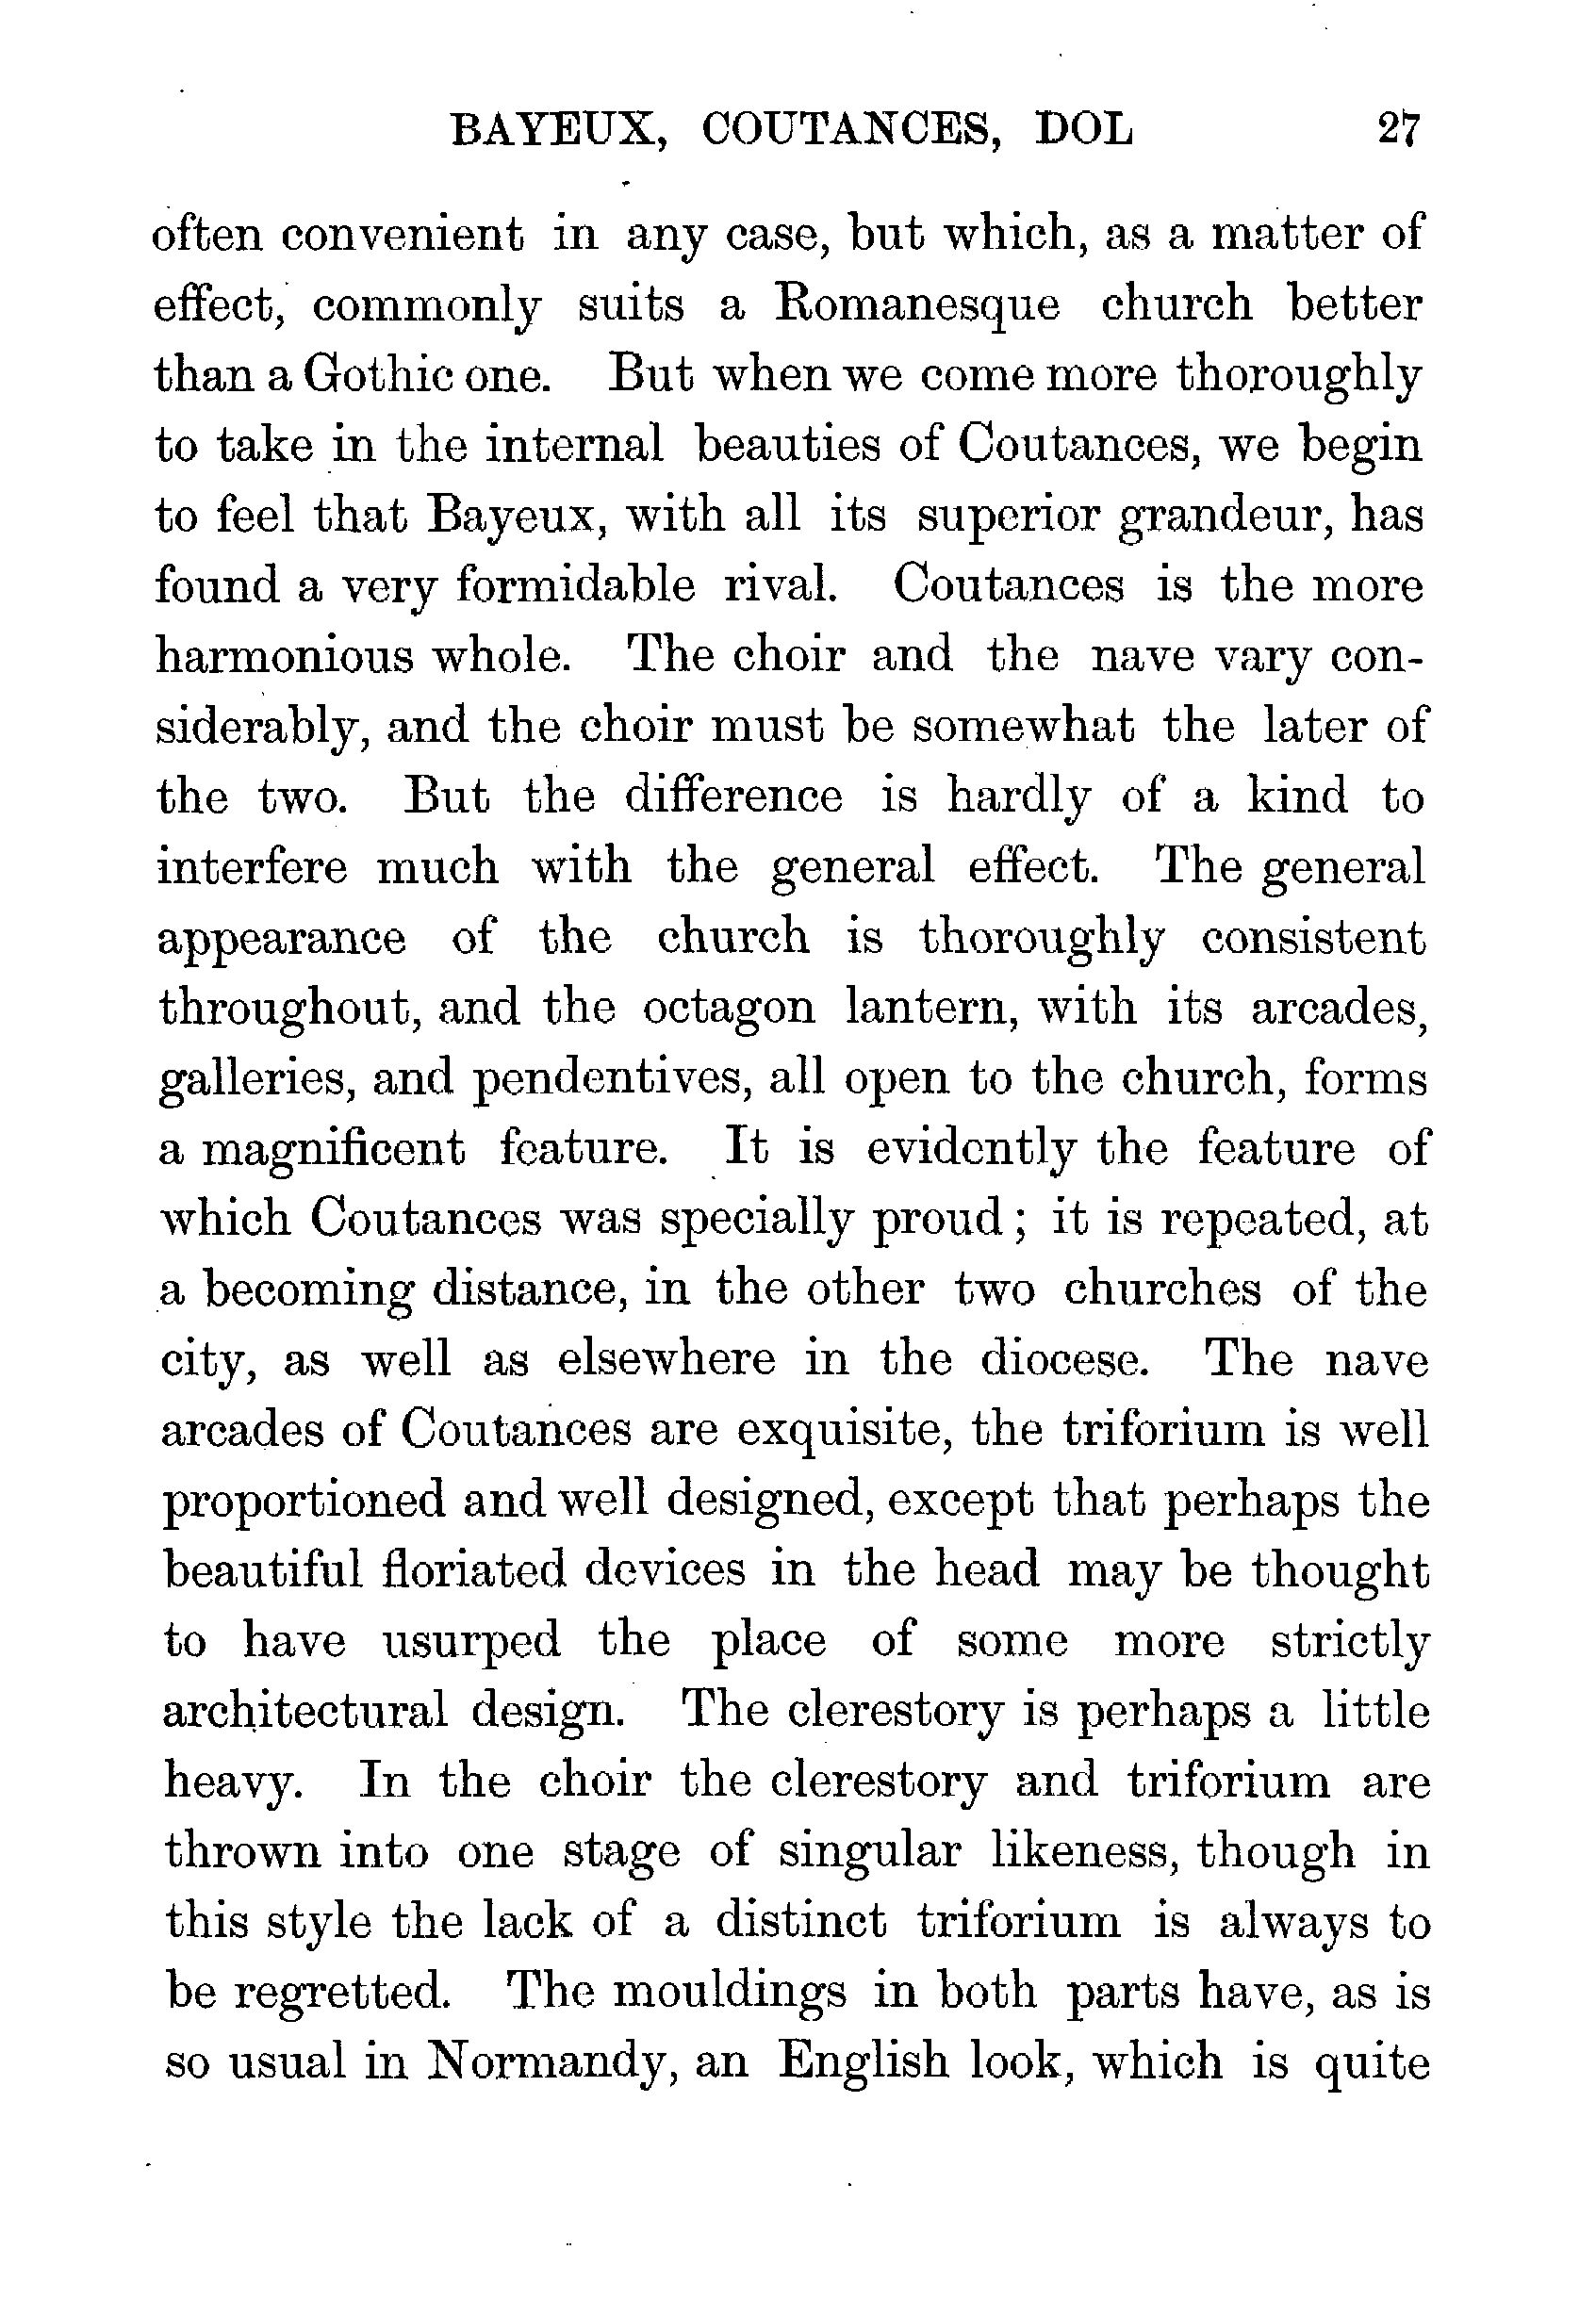 BAYEUX, COUTANCES, DOL 27
often convenient in any case, but which, as a matter of
effect, commonly suits a Romanesque church better
than a Gothic one. But when we come more thoroughly
to take in the internal beauties of Coutances, we begin
to feel that Bayeux, with all its superior grandeur, has
found a very formidable rival. Coutances is the more
harmonious whole. The choir and the nave vary con-
siderably, and the choir must be somewhat the later of
the two. But the difference is hardly of a kind to
interfere much with the general effect. The general
appearance of the church is thoroughly consistent
throughout, and the octagon lantern, with its arcades,
galleries, and pendentives, all open to the church, forms
a magnificent feature. It is evidently the feature of
which Coutances was specially proud ; it is repeated, at
a becoming distance, in the other two churches of the
city, as well as elsewhere in the diocese. The nave
arcades of Coutances are exquisite, the triforium is well
proportioned and well designed, except that perhaps the
beautiful floriated devices in the head may be thought
to have usurped the place of some more strictly
architectural design. The clerestory is perhaps a little
heavy. In the choir the clerestory and triforium are
thrown into one stage of singular likeness, though in
this style the lack of a distinct triforium is always to
be regretted. The mouldings in both parts have, as is
so usual in Normandy, an English look, which is quite